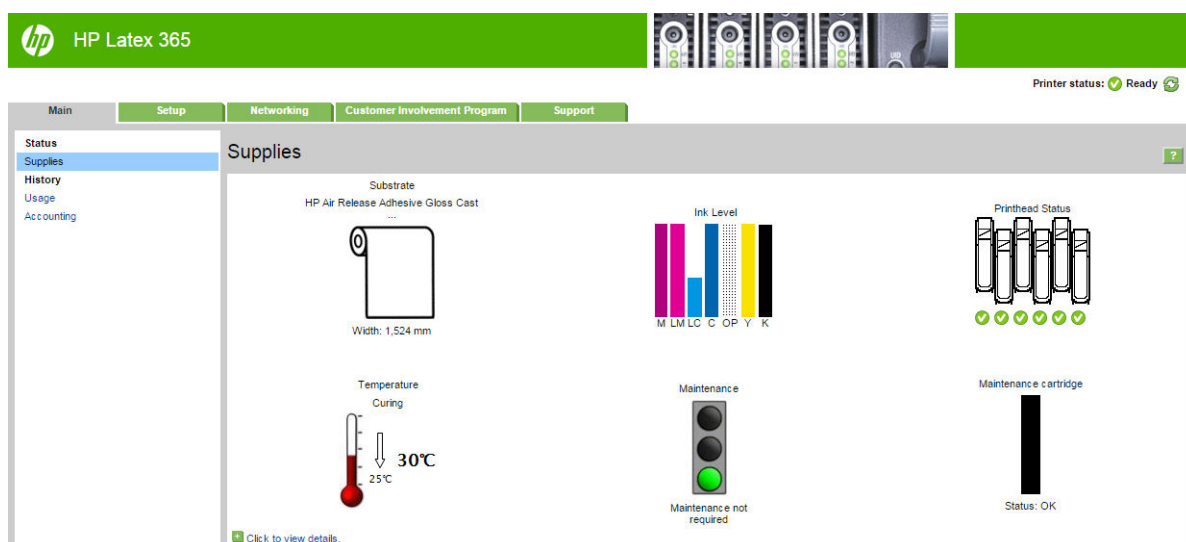 hp HP Latex 365
Printer status: Ready
Main Setup Networking Customer Involvement Program Support
Status
Supplies
History
Usage
Accounting
Supplies
?
Substrate
HP Air Release Adhesive Gloss Cast
...
Width: 1,524 mm
Ink Level
M LM LC C OP Y K
Printhead Status
Temperature
Curing
30℃
25℃
Maintenance
Maintenance not
required
Maintenance cartridge
Status: OK
+ Click to view details.